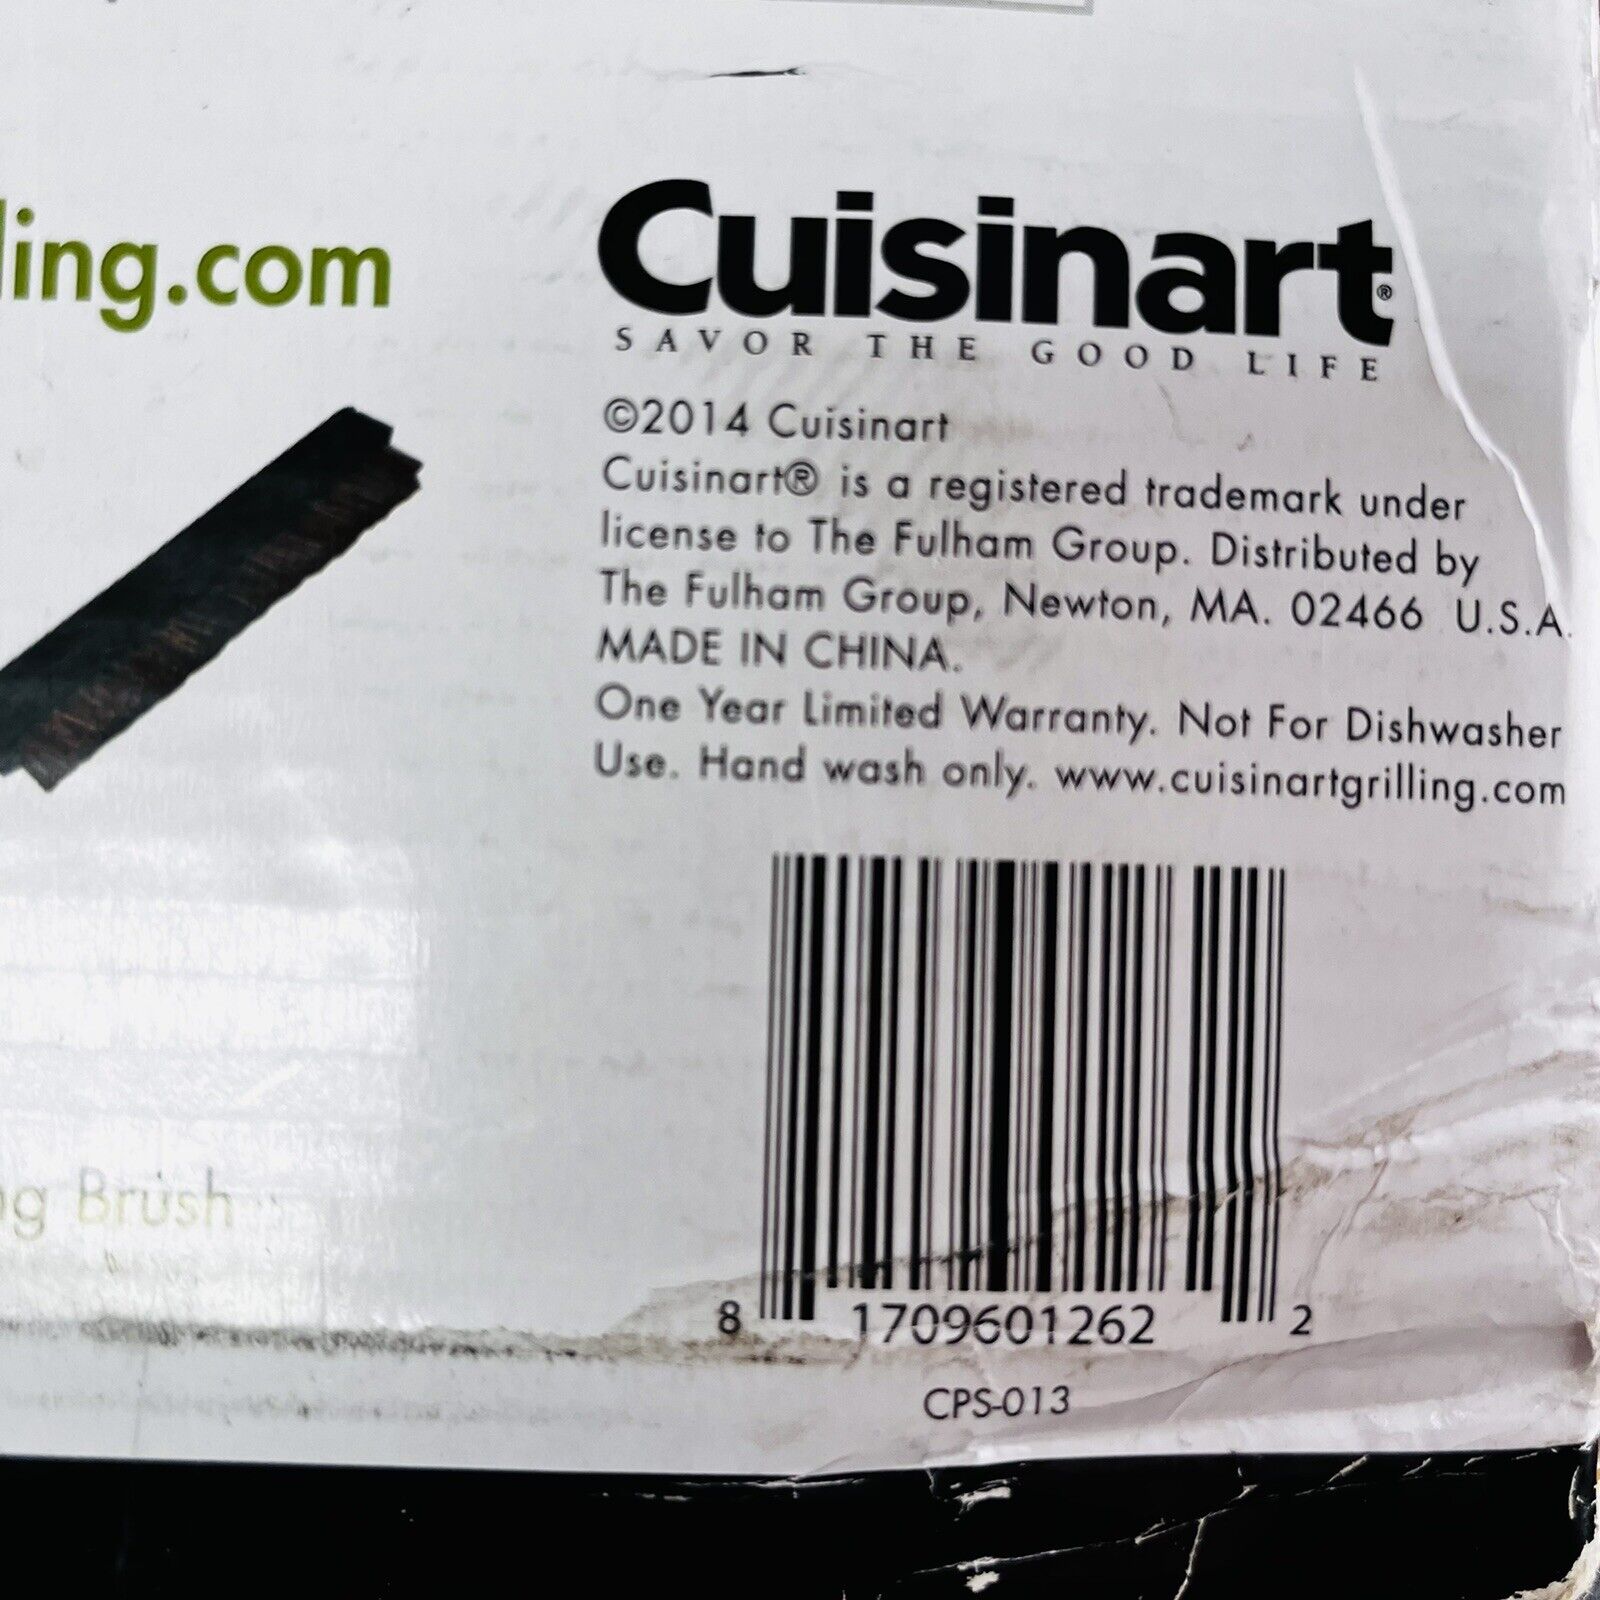 ling.com
Cuisinart®
SAVOR THE GOOD LIFE
©2014 Cuisinart
Cuisinart® is a registered trademark under
license to The Fulham Group. Distributed by
The Fulham Group, Newton, MA. 02466 U.S.A.
MADE IN CHINA.
One Year Limited Warranty. Not For Dishwasher
Use. Hand wash only. www.cuisinartgrilling.com
ng Brush
8 1709601262 2
CPS-013